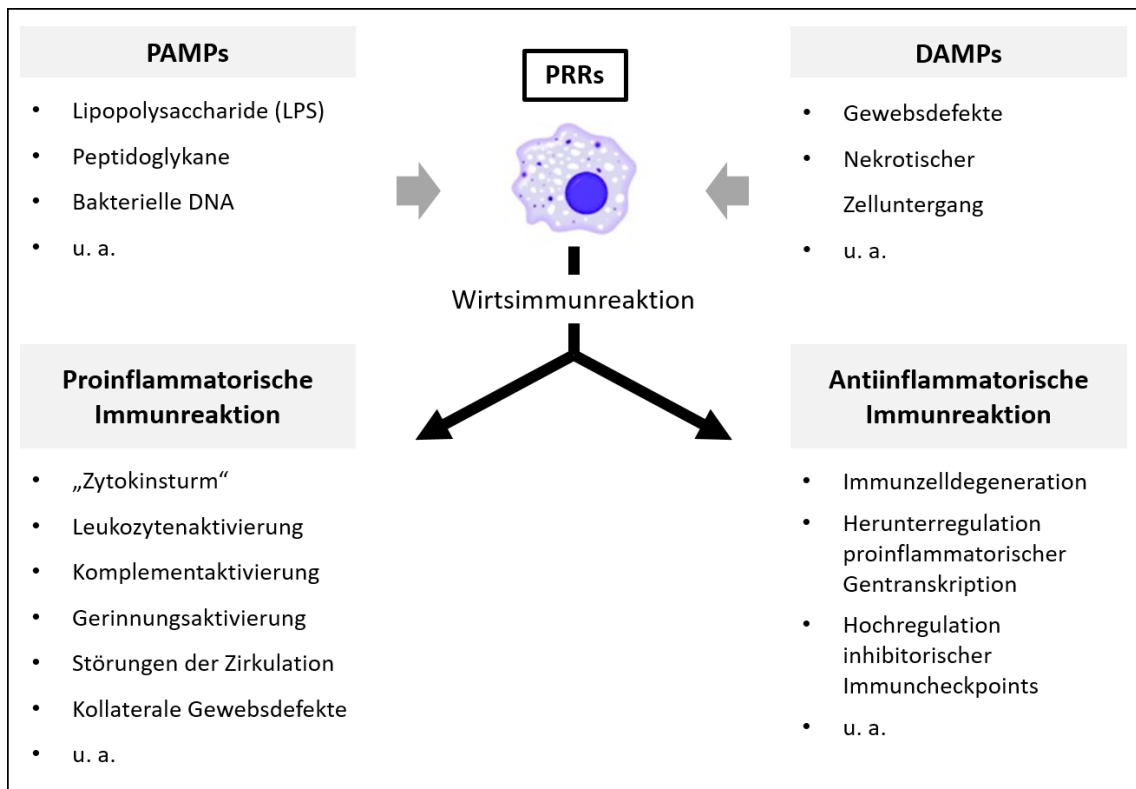 PAMPs
• Lipopolysaccharide (LPS)
• Peptidoglykane
• Bakterielle DNA
• u. a.
PRRs
DAMPs
• Gewebsdefekte
• Nekrotischer
Zelluntergang
• u. a.
Wirtsimmunreaktion
Proinflammatorische
Immunreaktion
• „Zytokinsturm“
• Leukozytenaktivierung
• Komplementaktivierung
• Gerinnungsaktivierung
• Störungen der Zirkulation
• Kollaterale Gewebsdefekte
• u. a.
Antiinflammatorische
Immunreaktion
• Immunzelldegeneration
• Herunterregulation
proinflammatorischer
Gentranskription
• Hochregulation
inhibitorischer
Immuncheckpoints
• u. a.